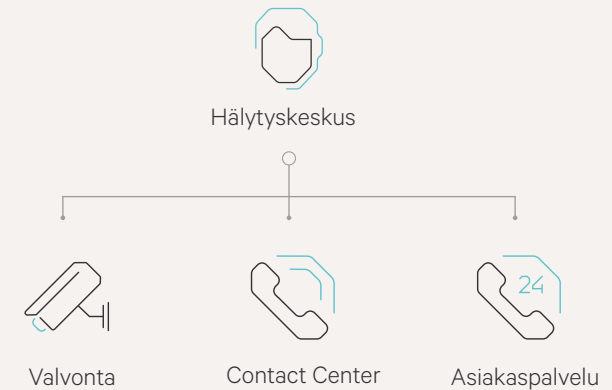 Hälytyskeskus
24
Valvonta
Contact Center
Asiakaspalvelu